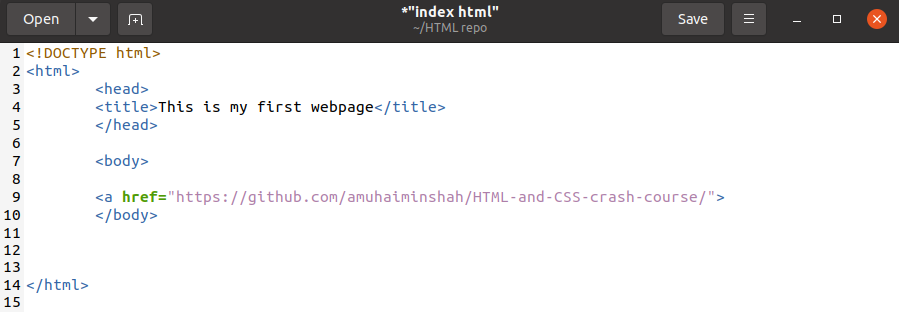 Open
*"index html"
~/HTML repo
Save
1 <!DOCTYPE html>
2 <html>
3 <head>
4 <title>This is my first webpage</title>
5 </head>
6
7 <body>
8
9 <a href="https://github.com/amuhaiminshah/HTML-and-CSS-crash-course/">
10 </body>
11
12
13
14 </html>
15